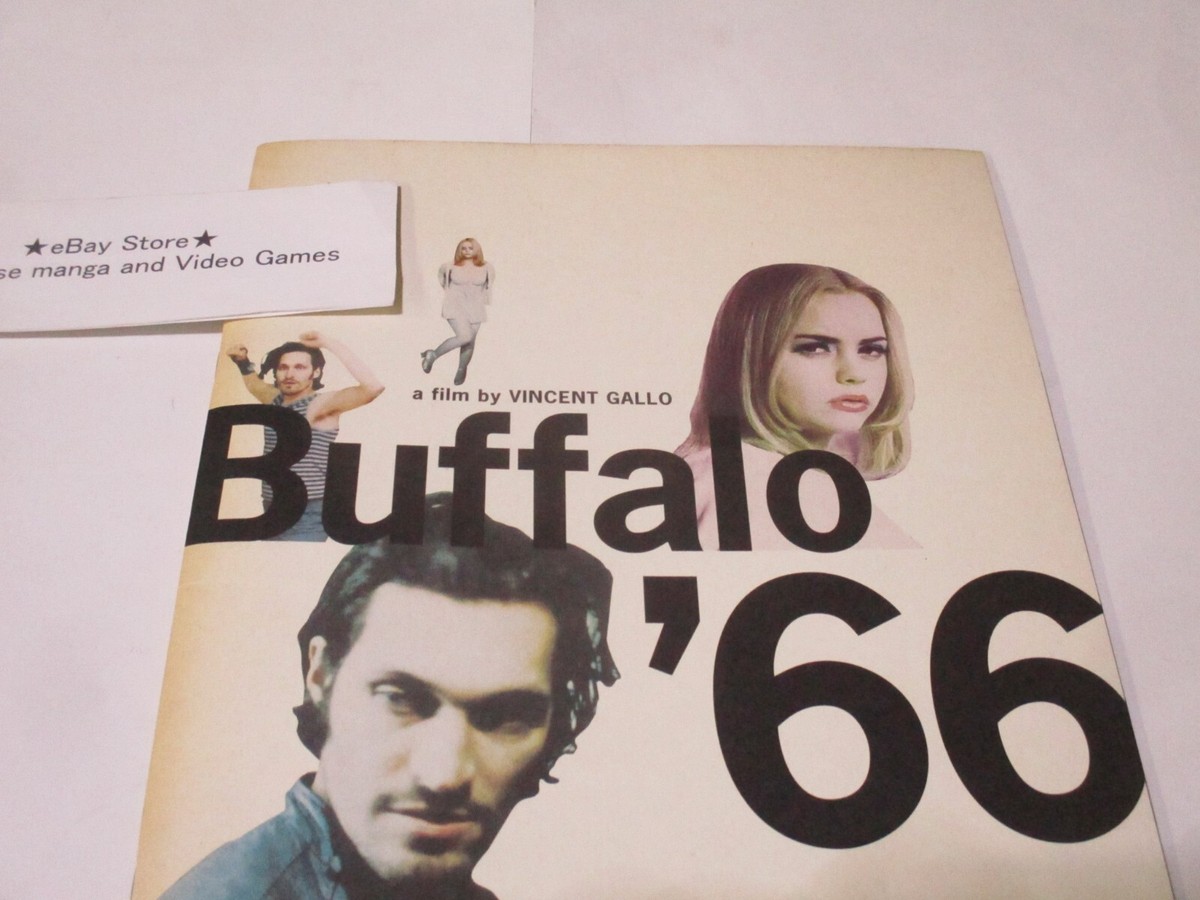 ★eBay Store★
se manga and Video Games
a film by VINCENT GALLO
Buffalo
’66